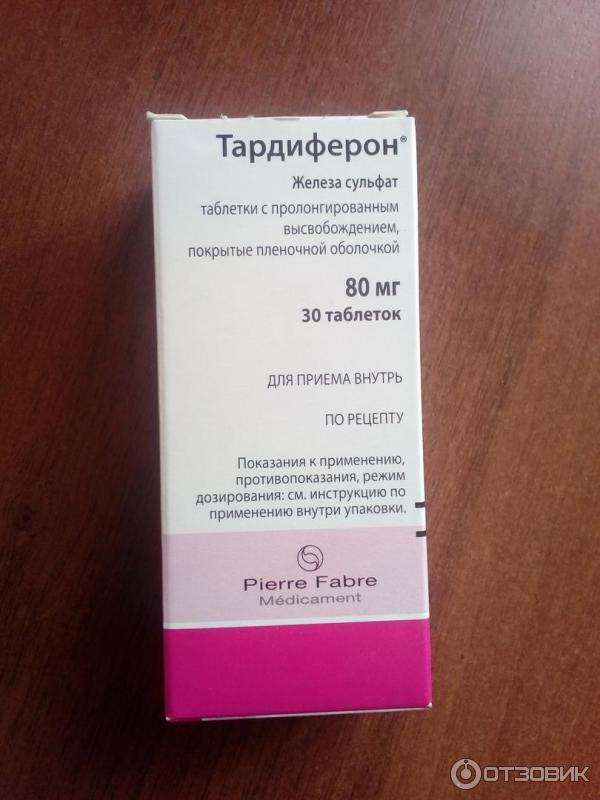 Тардиферон®
Железа сульфат
таблетки с пролонгированным
высвобождением,
покрытые пленочной оболочкой
80 мг
30 таблеток
ДЛЯ ПРИЕМА ВНУТРЬ
ПО РЕЦЕПТУ
Показания к применению,
противопоказания, режим
дозирования: см. инструкцию по
применению внутри упаковки.
Pierre Fabre
Médicament
ОТЗОВИК